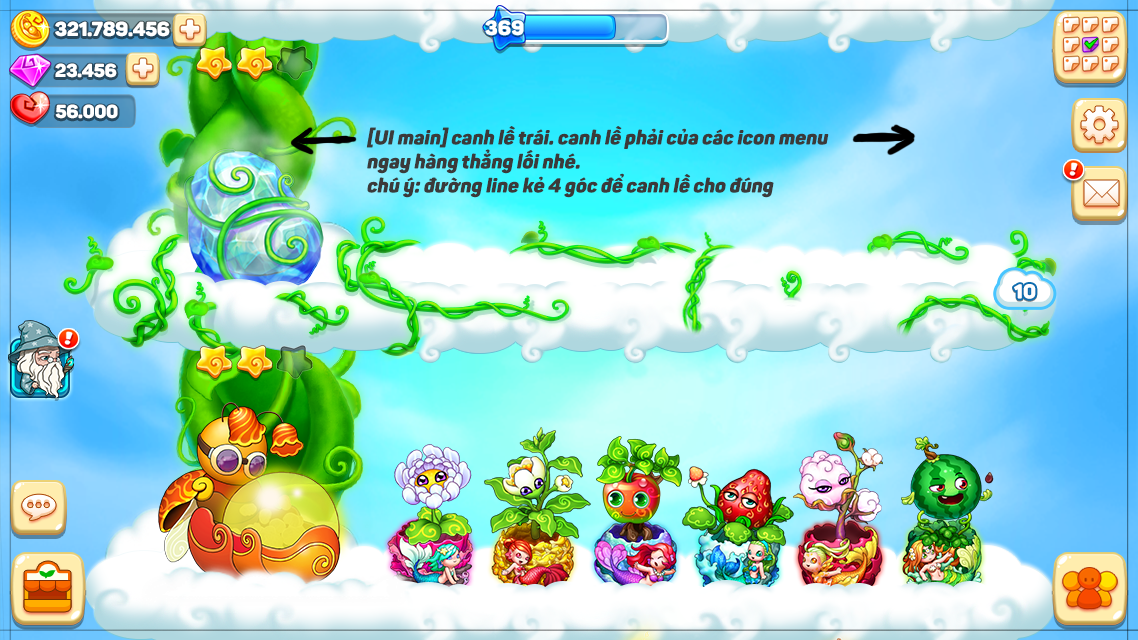 321.789.456
369
23.456
56.000
[UI main] canh lề trái. canh lề phải của các icon menu
ngay hàng thẳng lối nhé.
chú ý: đường line kẻ 4 góc để canh lề cho đúng
10